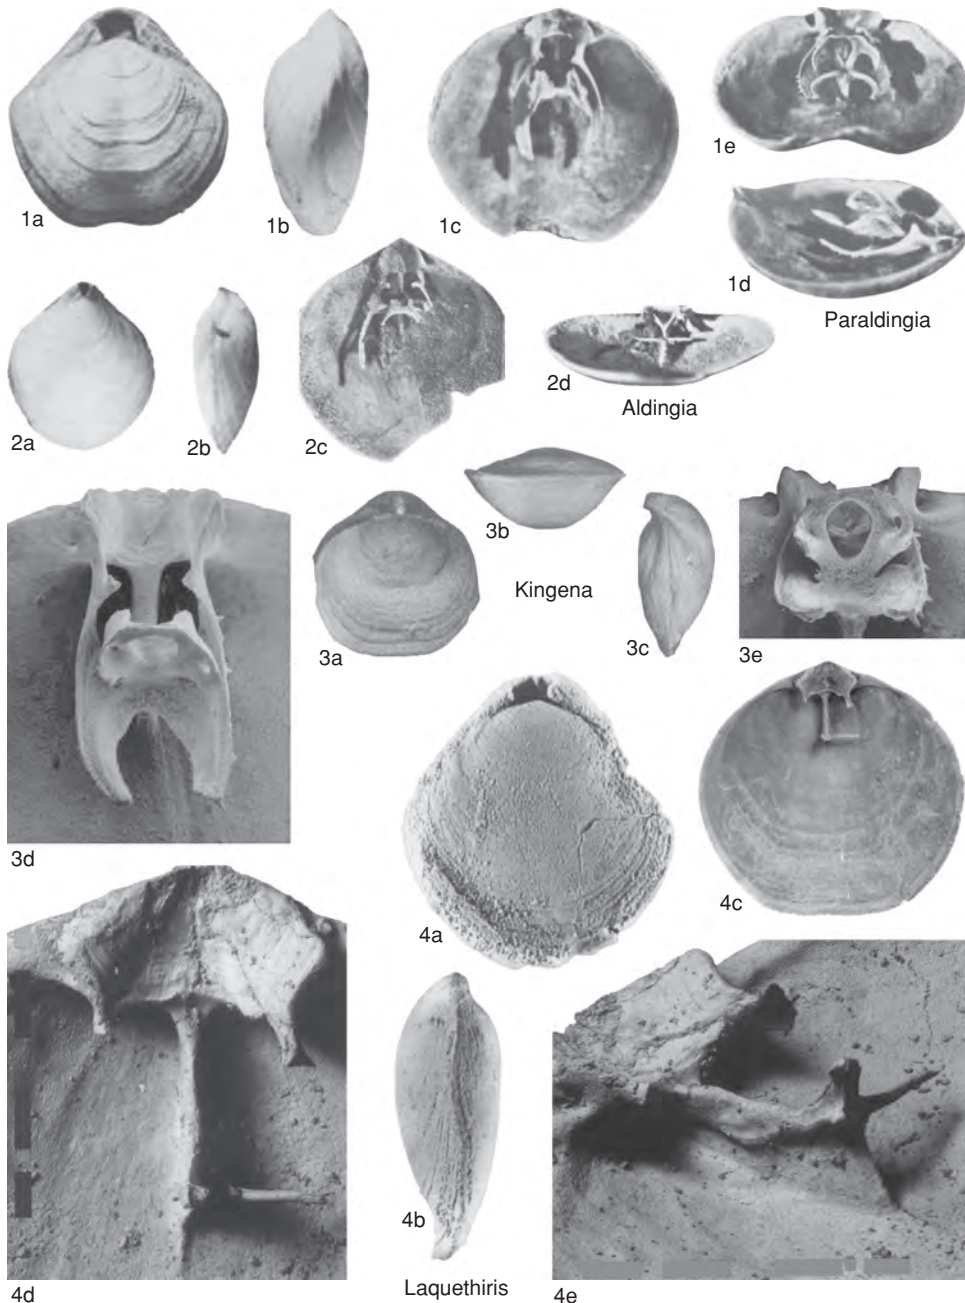 1a
1b
1c
1e
1d
Paraldingia
2a
2b
2c
2d
Aldingia
3b
3a
Kingena
3c
3e
3d
4a
4c
4d
4b
Laquethiris
4e